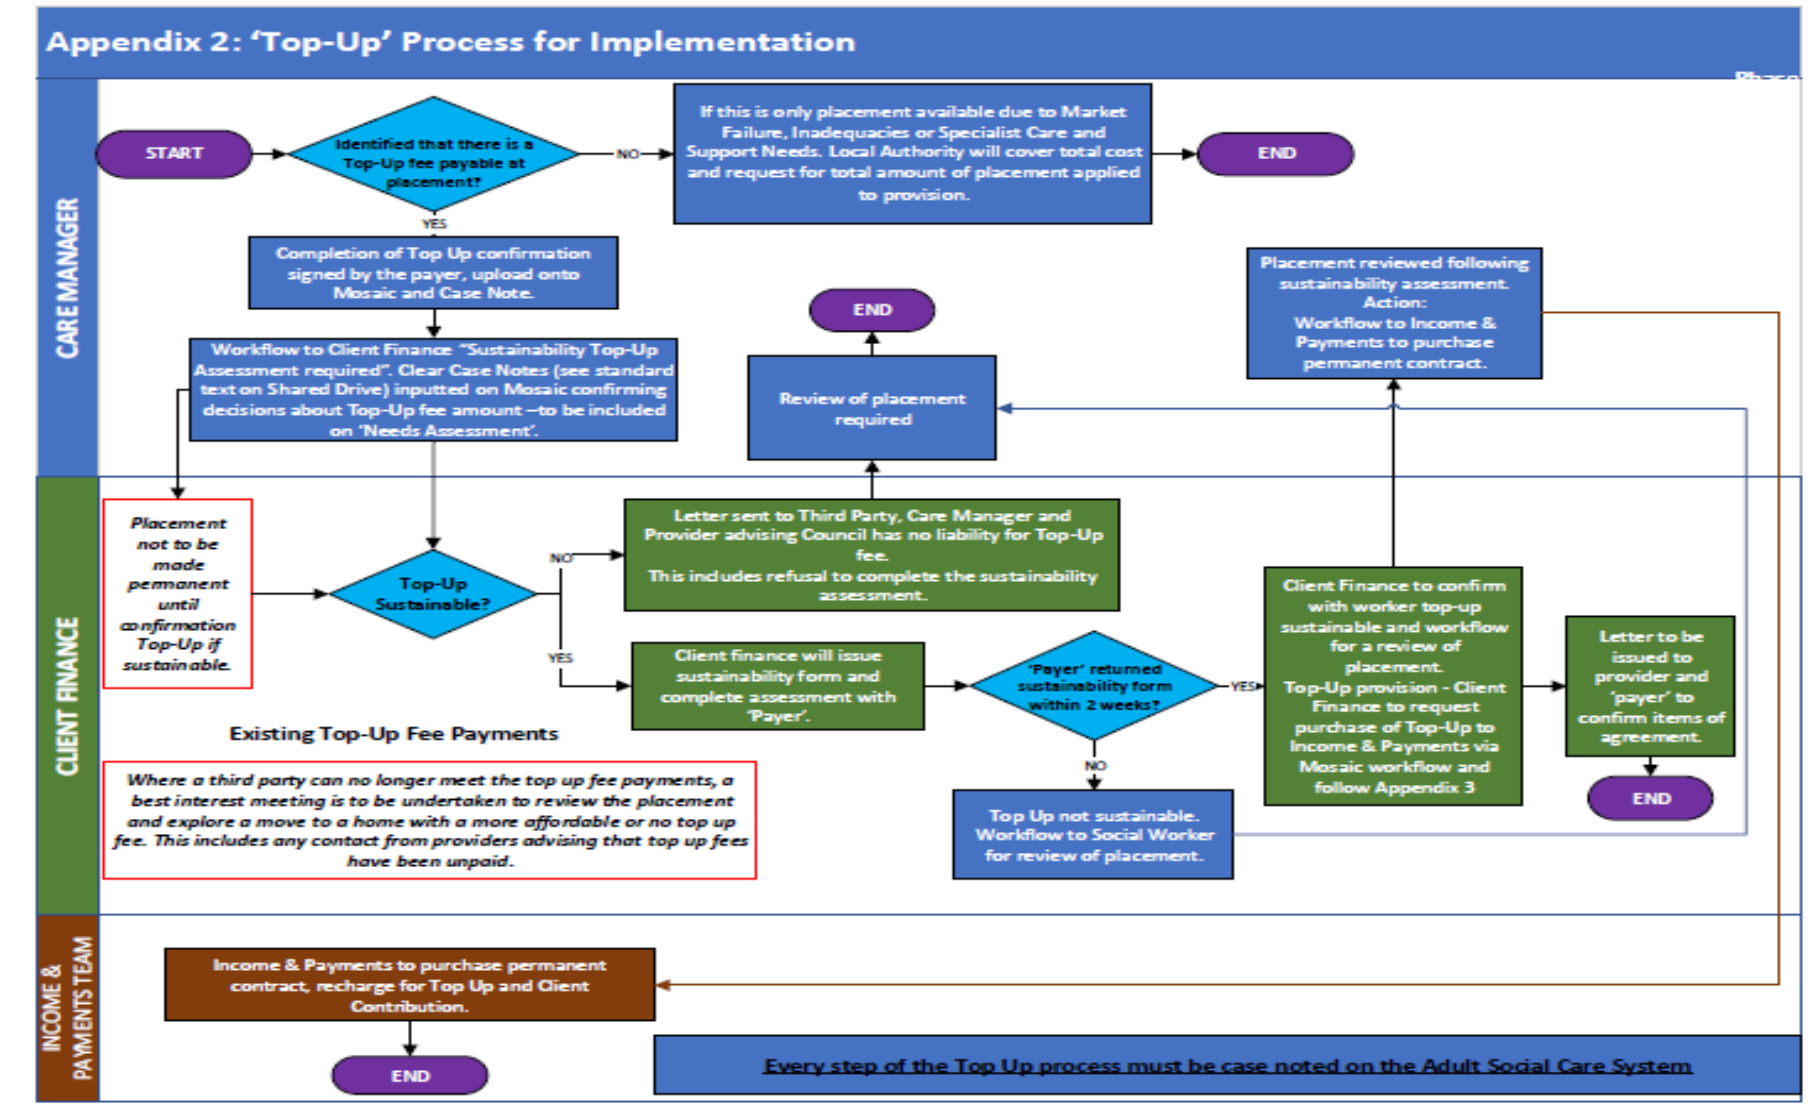 Appendix 2: ‘Top-Up’ Process for Implementation
CARE MANAGER
START
Identified that there is a
Top-Up fee payable at
placement?
NO
If this is only placement available due to Market
Failure, Inadequacies or Specialist Care and
Support Needs. Local Authority will cover total cost
and request for total amount of placement applied
to provision.
END
YES
Completion of Top Up confirmation
signed by the payer, upload onto
Mosaic and Case Note.
Workflow to Client Finance “Sustainability Top-Up
Assessment required”. Clear Case Notes (see standard
text on Shared Drive) inputted on Mosaic confirming
decisions about Top-Up fee amount –to be included
on ‘Needs Assessment’.
END
Review of placement
required
Placement reviewed following
sustainability assessment.
Action:
Workflow to Income &
Payments to purchase
permanent contract.
CLIENT FINANCE
Placement
not to be
made
permanent
until
confirmation
Top-Up if
sustainable.
Top-Up
Sustainable?
NO
Letter sent to Third Party, Care Manager and
Provider advising Council has no liability for Top-Up
fee.
This includes refusal to complete the sustainability
assessment.
YES
Client finance will issue
sustainability form and
complete assessment with
‘Payer’.
‘Payer’ returned
sustainability form
within 2 weeks?
YES
Client Finance to confirm
with worker top-up
sustainable and workflow
for a review of
placement.
Top-Up provision - Client
Finance to request
purchase of Top-Up to
Income & Payments via
Mosaic workflow and
follow Appendix 3
Letter to be
issued to
provider and
‘payer’ to
confirm items of
agreement.
END
NO
Top Up not sustainable.
Workflow to Social Worker
for review of placement.
Existing Top-Up Fee Payments
Where a third party can no longer meet the top up fee payments, a
best interest meeting is to be undertaken to review the placement
and explore a move to a home with a more affordable or no top up
fee. This includes any contact from providers advising that top up fees
have been unpaid.
INCOME &
PAYMENTS TEAM
Income & Payments to purchase permanent
contract, recharge for Top Up and Client
Contribution.
END
Every step of the Top Up process must be case noted on the Adult Social Care System